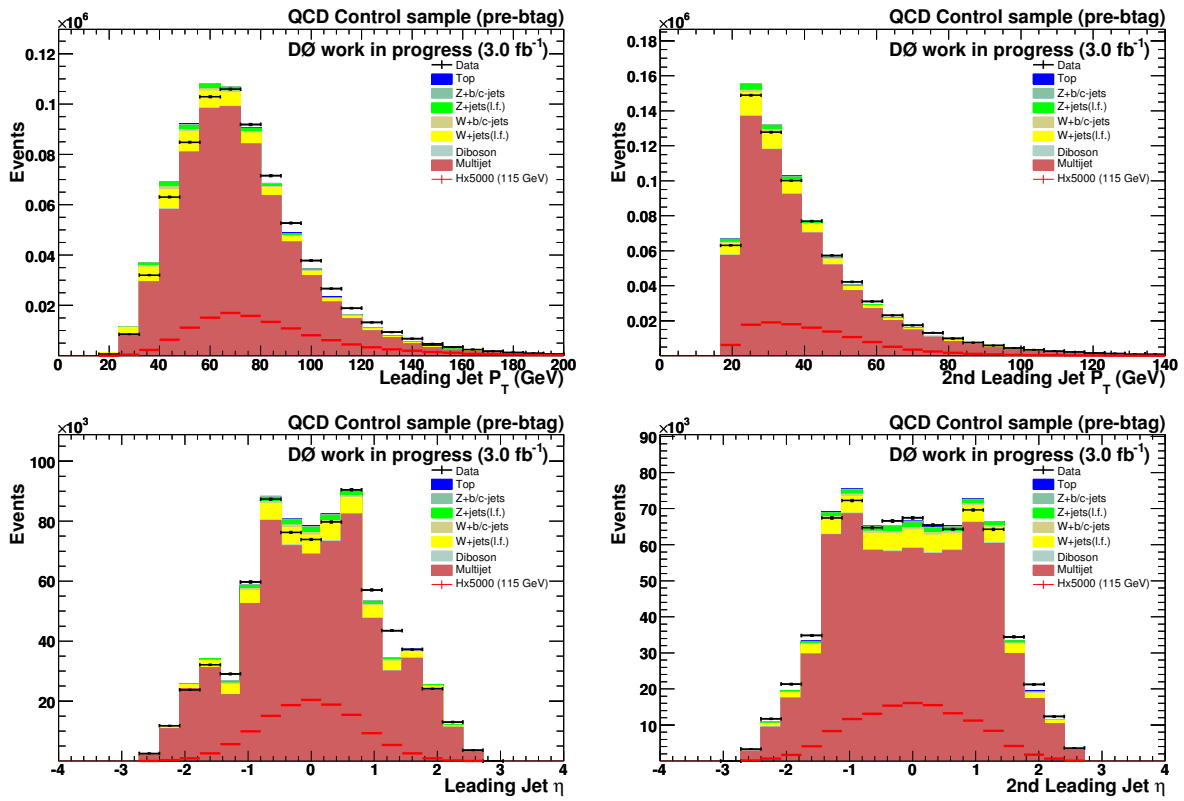 ×10⁶ QCD Control sample (pre-btag)
DØ work in progress (3.0 fb⁻¹)
Data
Top
Z+b/c-jets
Z+jets(l.f.)
W+b/c-jets
W+jets(l.f.)
Diboson
Multijet
Hx5000 (115 GeV)
Events
0.12
0.1
0.08
0.06
0.04
0.02
0 20 40 60 80 100 120 140 160 180 200
Leading Jet P_T (GeV)
×10⁶ QCD Control sample (pre-btag)
DØ work in progress (3.0 fb⁻¹)
Data
Top
Z+b/c-jets
Z+jets(l.f.)
W+b/c-jets
W+jets(l.f.)
Diboson
Multijet
Hx5000 (115 GeV)
Events
0.18
0.16
0.14
0.12
0.1
0.08
0.06
0.04
0.02
0 20 40 60 80 100 120 140
2nd Leading Jet P_T (GeV)
×10³ QCD Control sample (pre-btag)
DØ work in progress (3.0 fb⁻¹)
Data
Top
Z+b/c-jets
Z+jets(l.f.)
W+b/c-jets
W+jets(l.f.)
Diboson
Multijet
Hx5000 (115 GeV)
Events
100
80
60
40
20
-4 -3 -2 -1 0 1 2 3 4
Leading Jet η
×10³ QCD Control sample (pre-btag)
DØ work in progress (3.0 fb⁻¹)
Data
Top
Z+b/c-jets
Z+jets(l.f.)
W+b/c-jets
W+jets(l.f.)
Diboson
Multijet
Hx5000 (115 GeV)
Events
90
80
70
60
50
40
30
20
10
-4 -3 -2 -1 0 1 2 3 4
2nd Leading Jet η